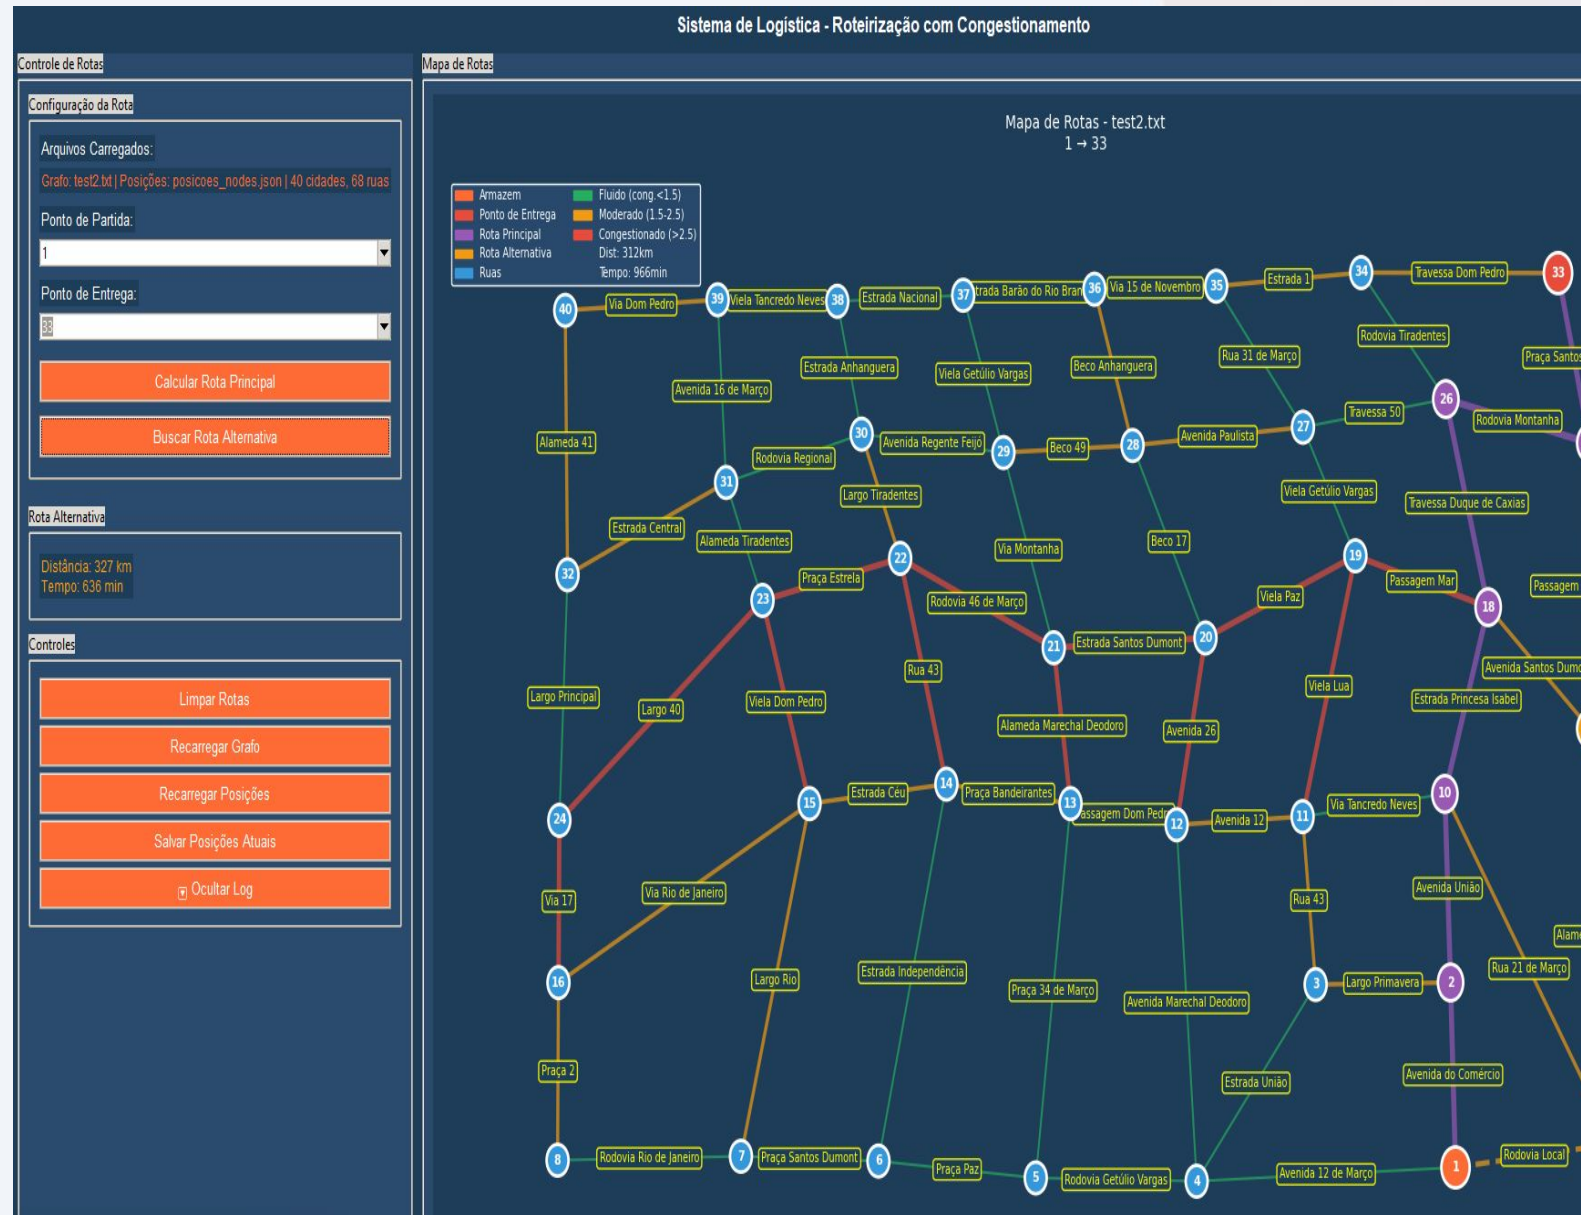 Sistema de Logística - Roteirização com Congestionamento
Controle de Rotas
Configuração da Rota
Arquivos Carregados:
Grafo: test2.txt | Posições: posicoes_nodes.json | 40 cidades, 68 ruas
Ponto de Partida:
1
Ponto de Entrega:
33
Calcular Rota Principal
Buscar Rota Alternativa
Rota Alternativa
Distância: 327 km
Tempo: 636 min
Controles
Limpar Rotas
Recarregar Grafo
Recarregar Posições
Salvar Posições Atuais
Ocultar Log
Mapa de Rotas
Mapa de Rotas - test2.txt
1 → 33
Armazem
Ponto de Entrega
Rota Principal
Rota Alternativa
Ruas
Fluido (cong.<1.5)
Moderado (1.5-2.5)
Congestionado (>2.5)
Dist: 312km
Tempo: 966min
40
Via Dom Pedro
39
Viela Tancredo Neves
38
Estrada Nacional
37
trada Barão do Rio Bran
36
Via 15 de Novembro
35
Estrada 1
34
Travessa Dom Pedro
33
Rodovia Tiradentes
Rua 31 de Março
Praça Santos
Estrada Anhanguera
Viela Getúlio Vargas
Beco Anhanguera
Avenida 16 de Março
26
Travessa 50
Rodovia Montanha
27
Avenida Paulista
28
Beco 49
29
Avenida Regente Feijó
30
Alameda 41
Rodovia Regional
31
Largo Tiradentes
Viela Getúlio Vargas
Travessa Duque de Caxias
Estrada Central
Alameda Tiradentes
Via Montanha
Beco 17
32
22
19
Praça Estrela
Passagem Mar
Passagem
23
Rodovia 46 de Março
Viela Paz
18
21
Estrada Santos Dumont
20
Rua 43
Avenida Santos Dumo
Viela Lua
Largo Principal
Largo 40
Viela Dom Pedro
Alameda Marechal Deodoro
Avenida 26
Estrada Princesa Isabel
24
15
Estrada Céu
14
Praça Bandeirantes
13
assagem Dom Pedr
12
Avenida 12
11
Via Tancredo Neves
10
Via 17
Via Rio de Janeiro
Rua 43
Avenida União
Alame
16
Largo Rio
Estrada Independência
Praça 34 de Março
Avenida Marechal Deodoro
3
Largo Primavera
2
Rua 21 de Março
Praça 2
Estrada União
Avenida do Comércio
8
Rodovia Rio de Janeiro
7
Praça Santos Dumont
6
Praça Paz
5
Rodovia Getúlio Vargas
4
Avenida 12 de Março
1
Rodovia Local